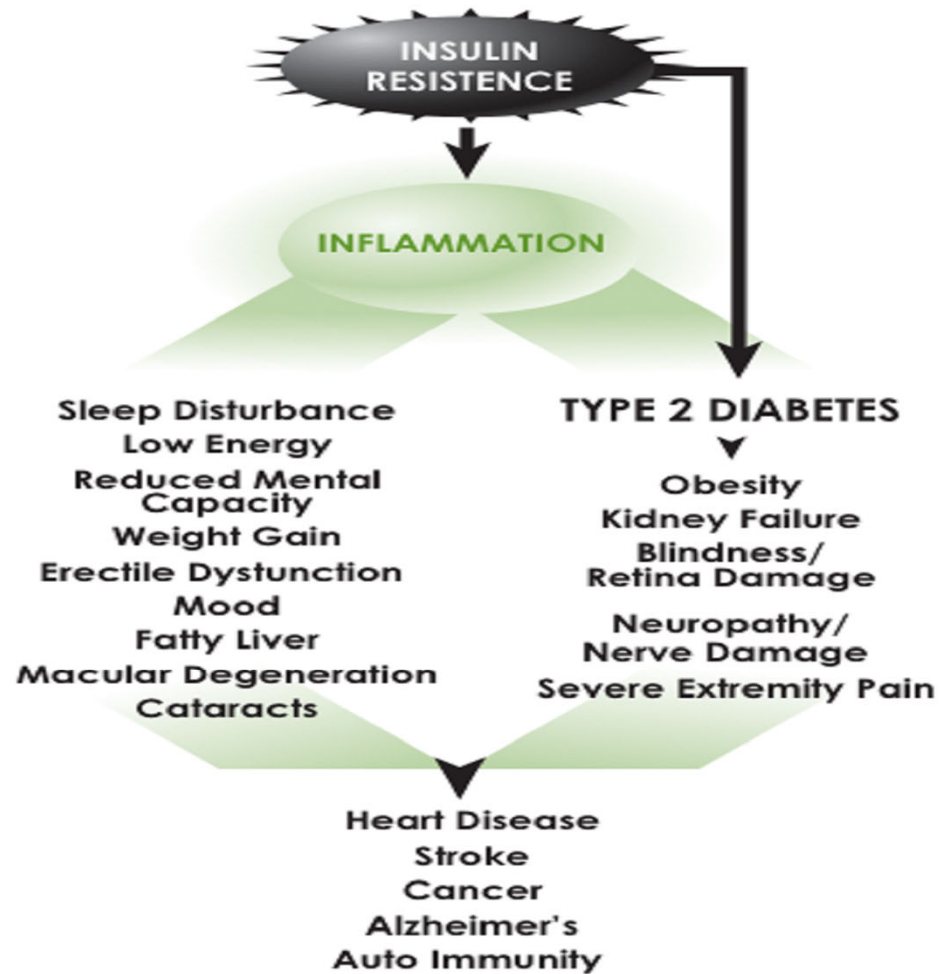 INSULIN
RESISTENCE
INFLAMMATION
Sleep Disturbance
Low Energy
Reduced Mental
Capacity
Weight Gain
Erectile Dystunction
Mood
Fatty Liver
Macular Degeneration
Cataracts
TYPE 2 DIABETES
Obesity
Kidney Failure
Blindness/
Retina Damage
Neuropathy/
Nerve Damage
Severe Extremity Pain
Heart Disease
Stroke
Cancer
Alzheimer's
Auto Immunity